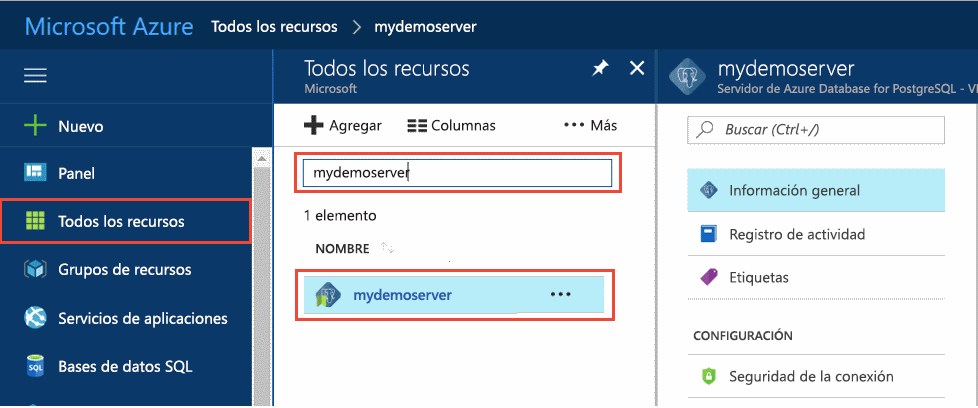 Microsoft Azure Todos los recursos > mydemoserver
Nuevo
Panel
Todos los recursos
Grupos de recursos
Servicios de aplicaciones
Bases de datos SQL
Todos los recursos
Microsoft
Agregar Columnas ••• Más
mydemoserver
1 elemento
NOMBRE
mydemoserver •••
mydemoserver
Servidor de Azure Database for PostgreSQL -
Buscar (Ctrl+/)
Información general
Registro de actividad
Etiquetas
CONFIGURACIÓN
Seguridad de la conexión